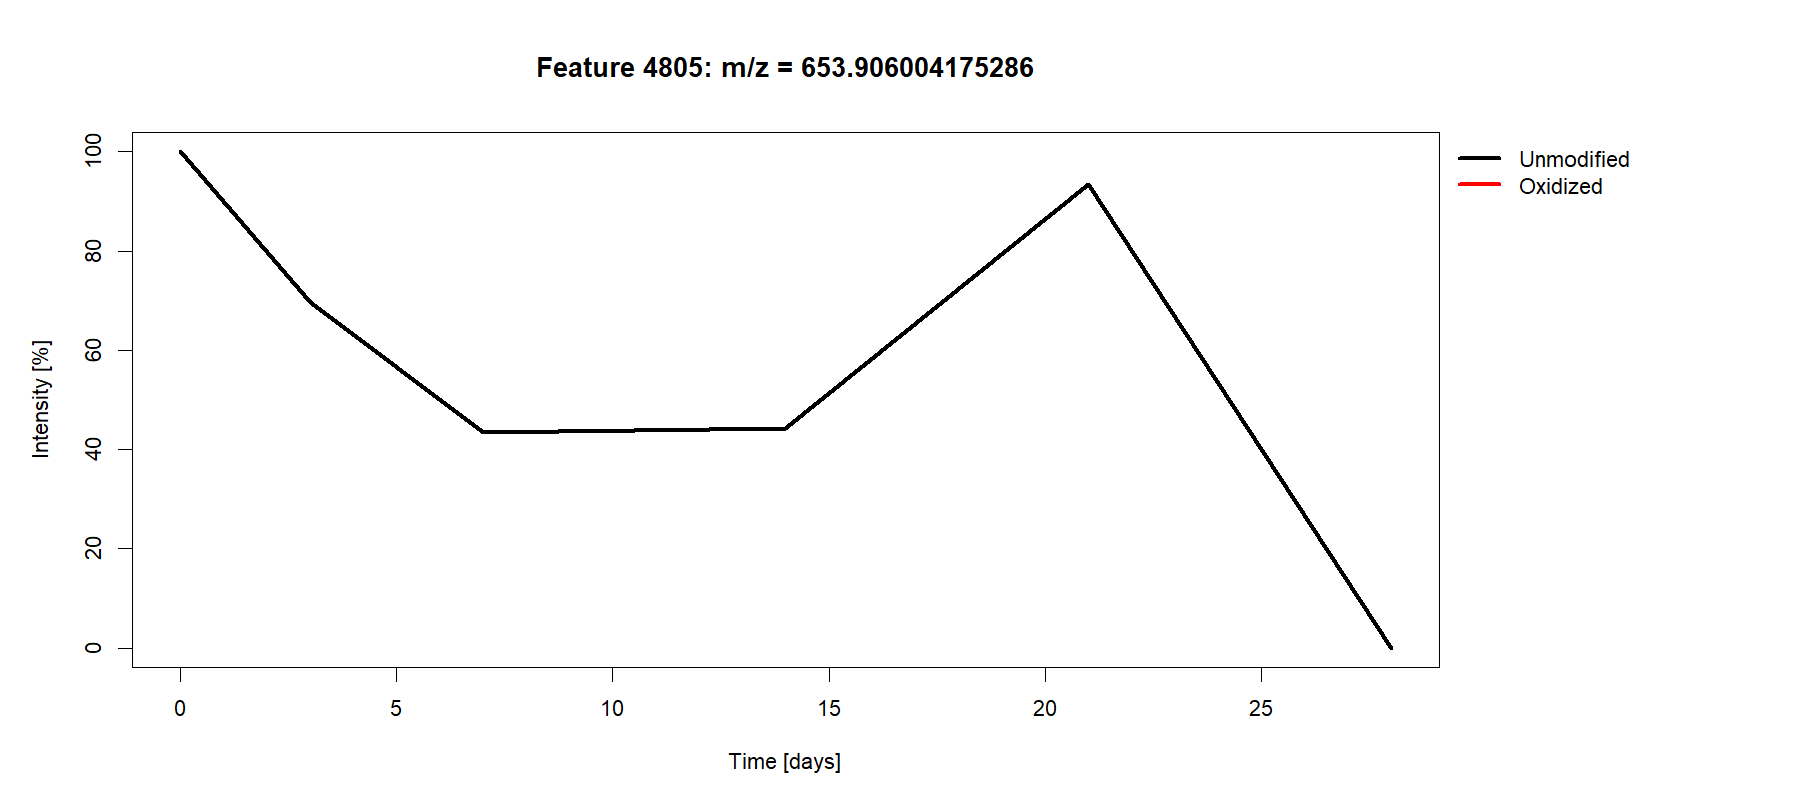 Feature 4805: m/z = 653.906004175286
Unmodified
Oxidized
Intensity [%]
100
80
60
40
20
0
0 5 10 15 20 25
Time [days]